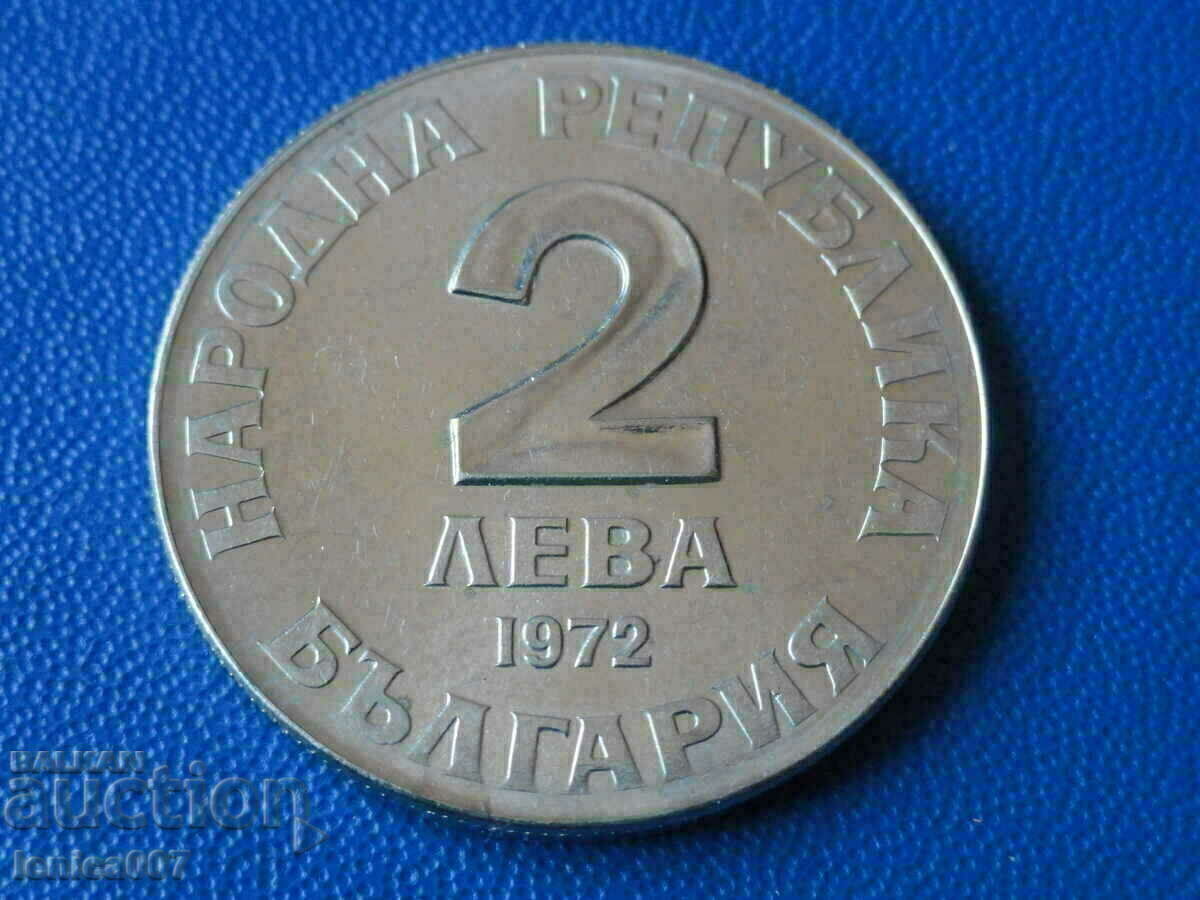 НАРОДНА РЕПУБЛИКА
2
ЛЕВА
1972
БЪЛГАРИЯ
BALKAN
auction
lenica007